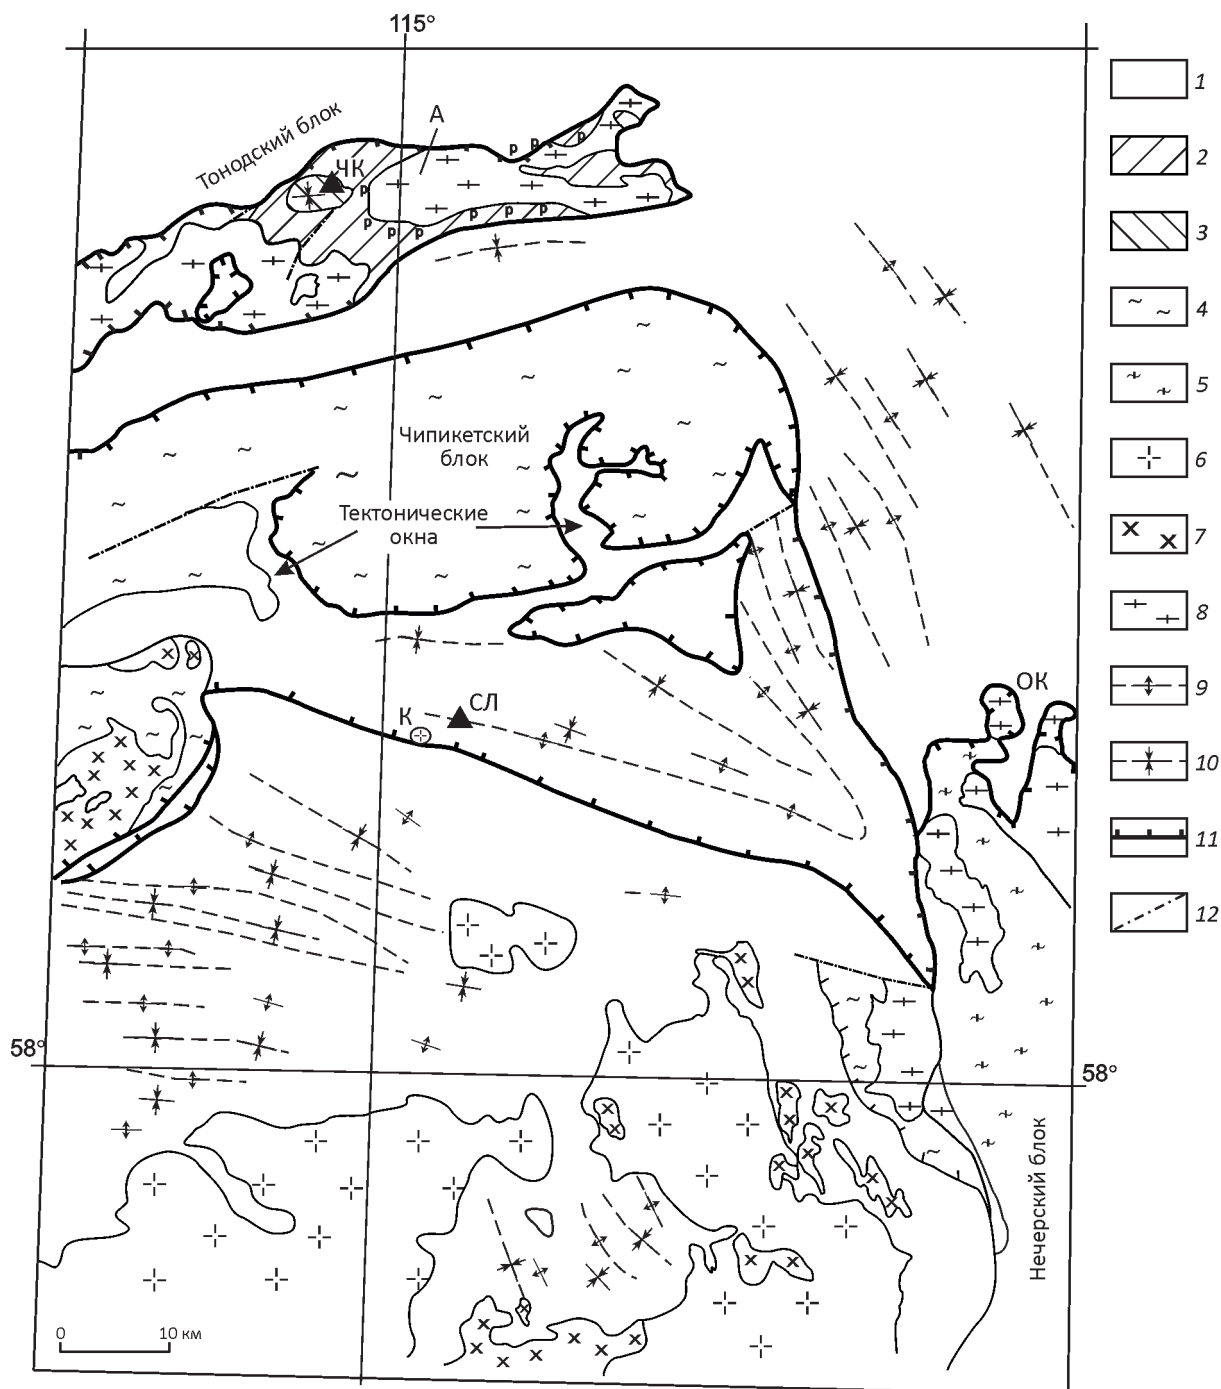 115°
А
Тонодский блок
ЧК
р
р
р
р
р
р
р
р
р
р
р
Чипикетский
блок
Тектонические
окна
СЛ
К
ОК
58°
58°
Нечерский блок
0
10 км
1
2
3
4
5
6
7
8
9
10
11
12